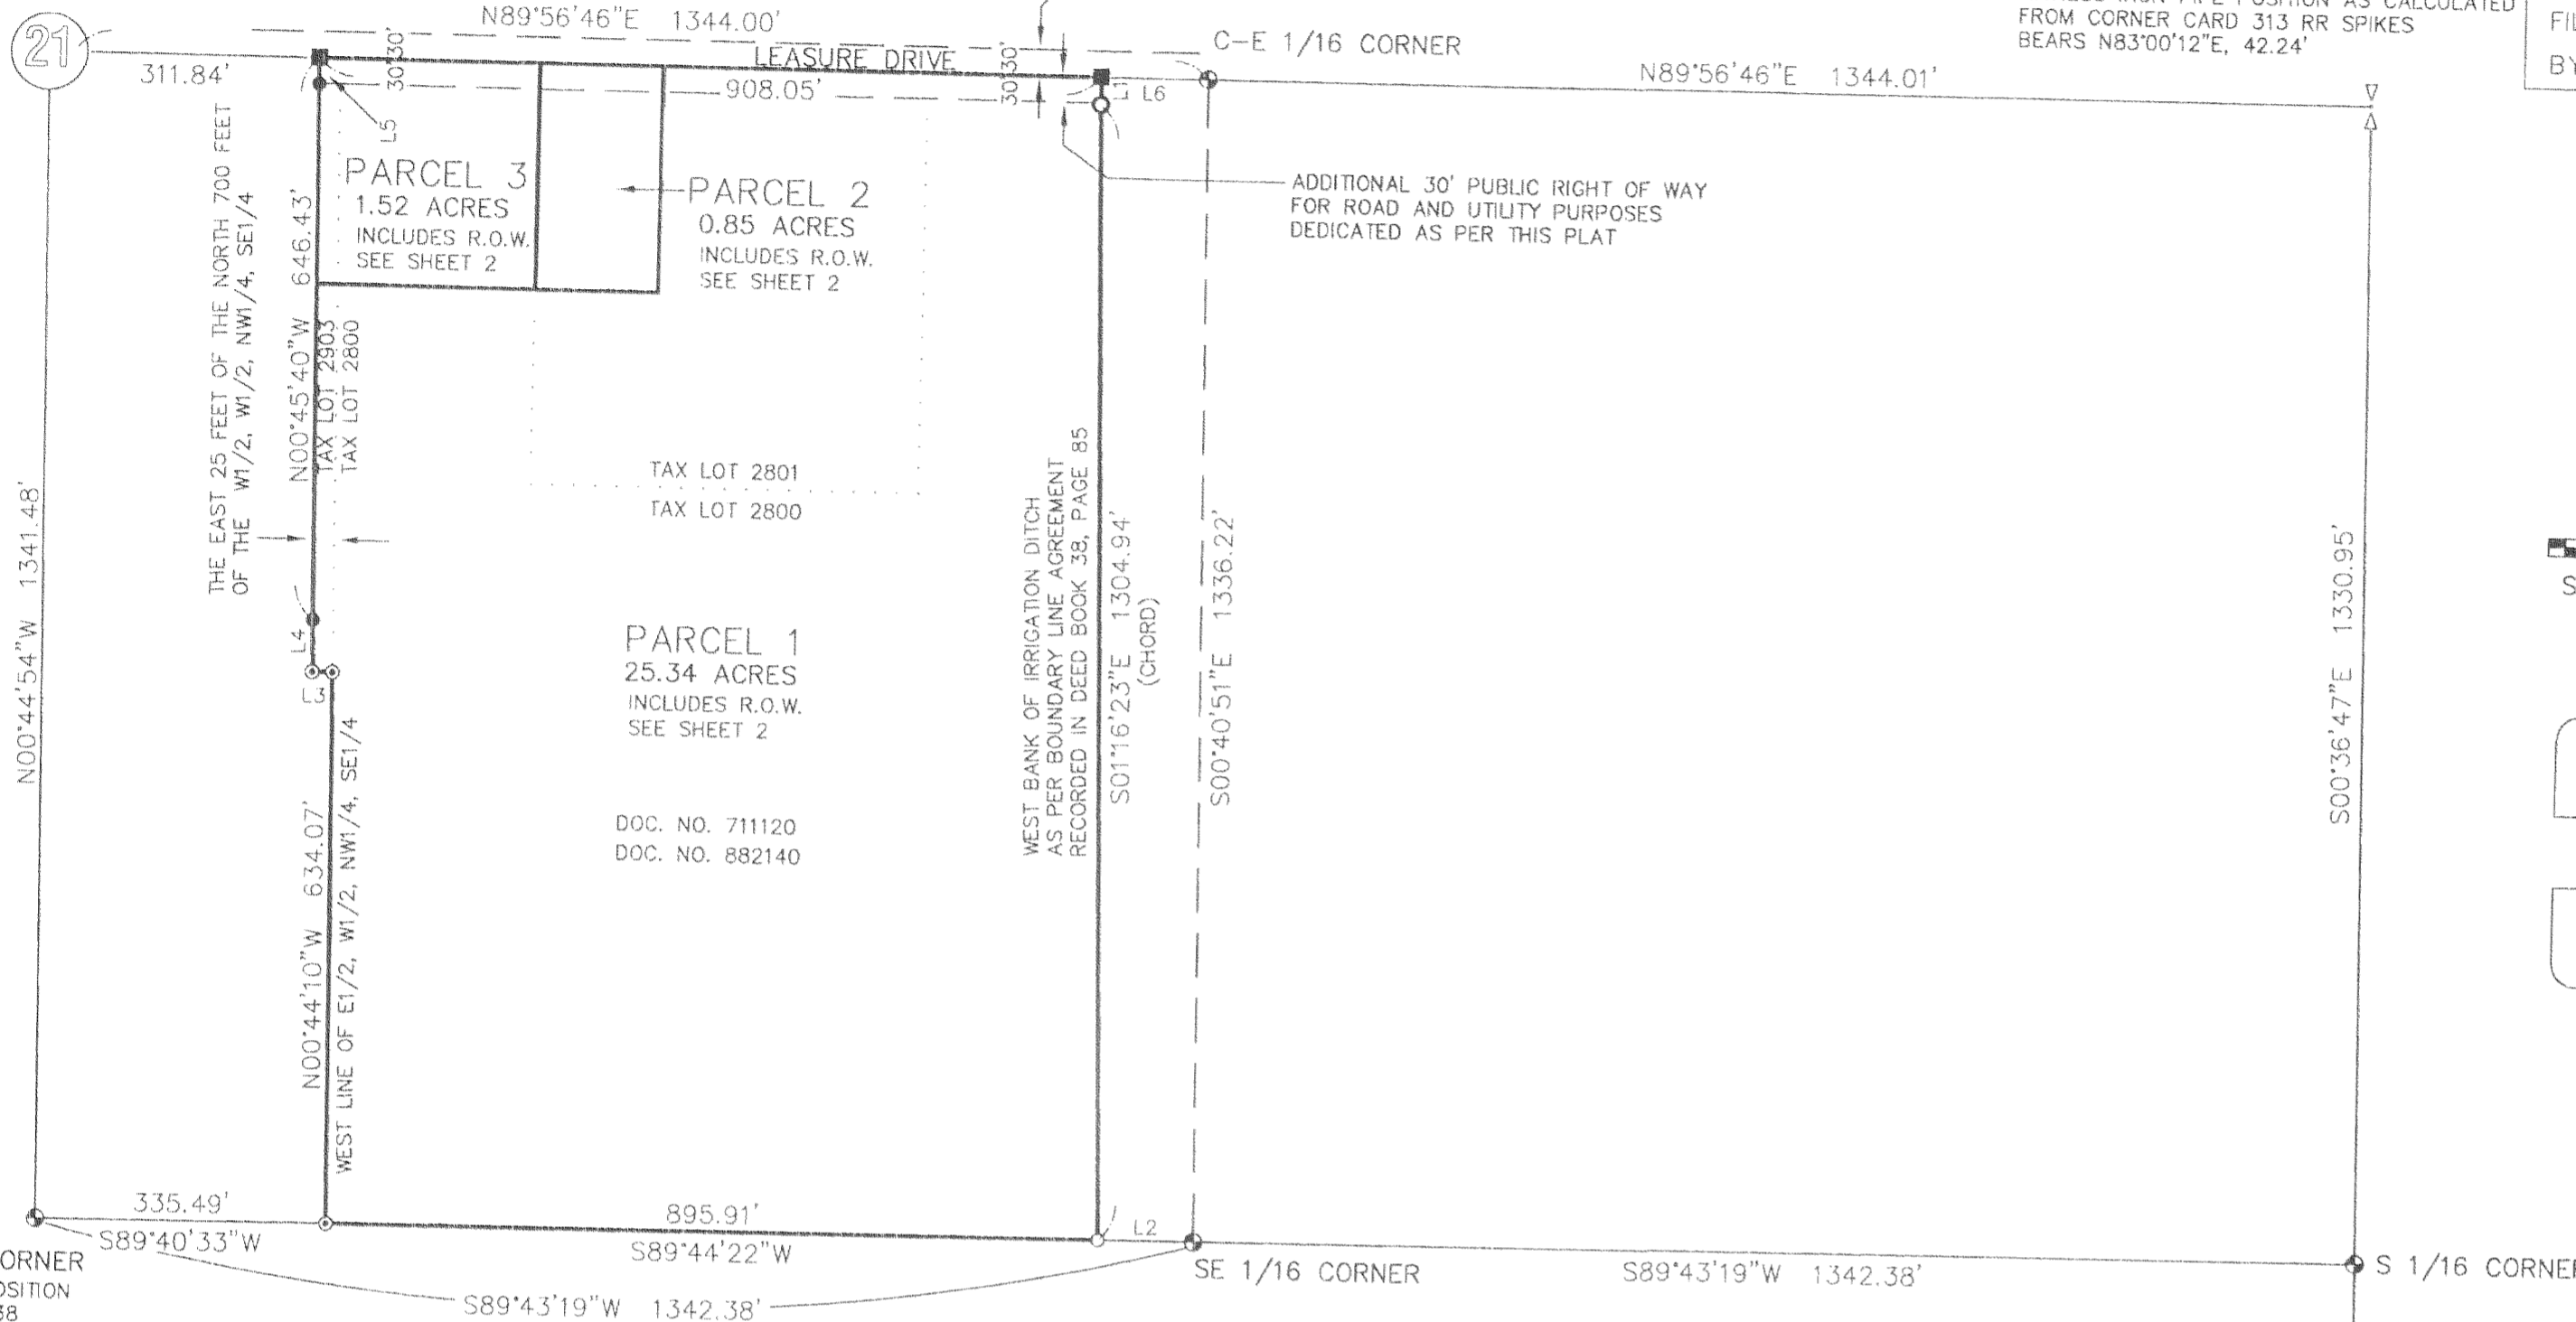 21
N89°56'46"E 1344.00'
311.84'
30'
30'
LEASURE DRIVE
908.05'
30'
30'
C-E 1/16 CORNER
FROM CORNER CARD 313 RR SPIKES
BEARS N83°00'12"E, 42.24'
BY
L1
L6
N89°56'46"E 1344.01'
L5
PARCEL 3
1.52 ACRES
INCLUDES R.O.W.
SEE SHEET 2
PARCEL 2
0.85 ACRES
INCLUDES R.O.W.
SEE SHEET 2
ADDITIONAL 30' PUBLIC RIGHT OF WAY
FOR ROAD AND UTILITY PURPOSES
DEDICATED AS PER THIS PLAT
THE EAST 25 FEET OF THE NORTH 700 FEET
OF THE W1/2, W1/2, NW1/4, SE1/4
N0°45'40"W 646.43'
TAX LOT 2903
TAX LOT 2800
TAX LOT 2801
TAX LOT 2800
N00°44'54"W 1341.48'
L4
L3
PARCEL 1
25.34 ACRES
INCLUDES R.O.W.
SEE SHEET 2
DOC. NO. 711120
DOC. NO. 882140
WEST BANK OF IRRIGATION DITCH
AS PER BOUNDARY LINE AGREEMENT
RECORDED IN DEED BOOK 38, PAGE 85
S01°16'23"E 1304.94'
(CHORD)
S00°40'51"E 1336.22'
S00°36'47"E 1330.95'
S
N00°44'10"W 634.07'
WEST LINE OF E1/2, W1/2, NW1/4, SE1/4
335.49'
S89°40'33"W
895.91'
S89°44'22"W
L2
SE 1/16 CORNER
S89°43'19"W 1342.38'
S 1/16 CORNER
S89°43'19"W 1342.38'
ORNER
OSITION
38